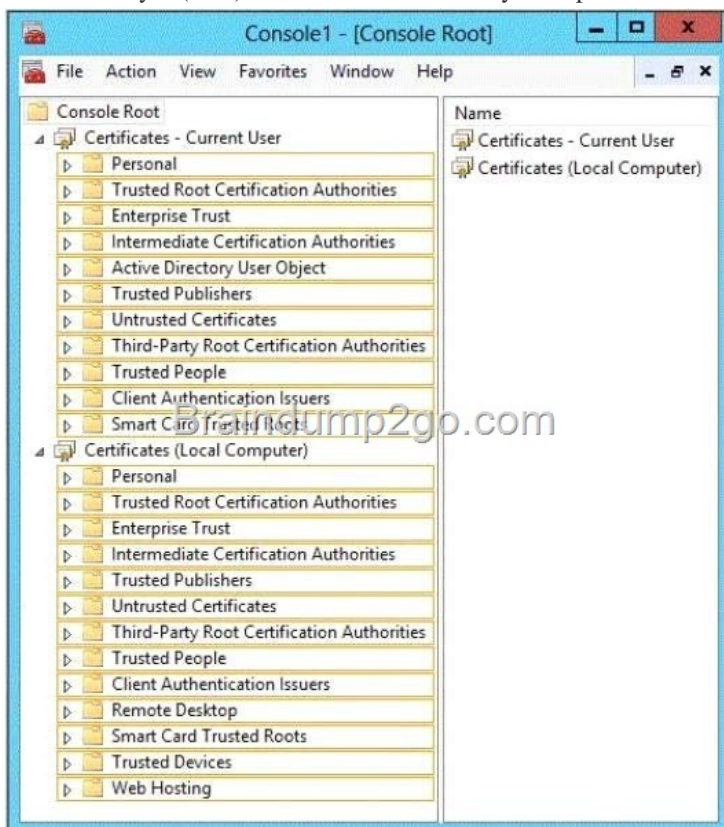 Console1 - [Console Root]
File Action View Favorites Window Help
Console Root
Certificates - Current User
Personal
Trusted Root Certification Authorities
Enterprise Trust
Intermediate Certification Authorities
Active Directory User Object
Trusted Publishers
Untrusted Certificates
Third-Party Root Certification Authorities
Trusted People
Client Authentication Issuers
Smart Card Trusted Roots
Certificates (Local Computer)
Personal
Trusted Root Certification Authorities
Enterprise Trust
Intermediate Certification Authorities
Trusted Publishers
Untrusted Certificates
Third-Party Root Certification Authorities
Trusted People
Client Authentication Issuers
Remote Desktop
Smart Card Trusted Roots
Trusted Devices
Web Hosting
Name
Certificates - Current User
Certificates (Local Computer)
Braindump2go.com